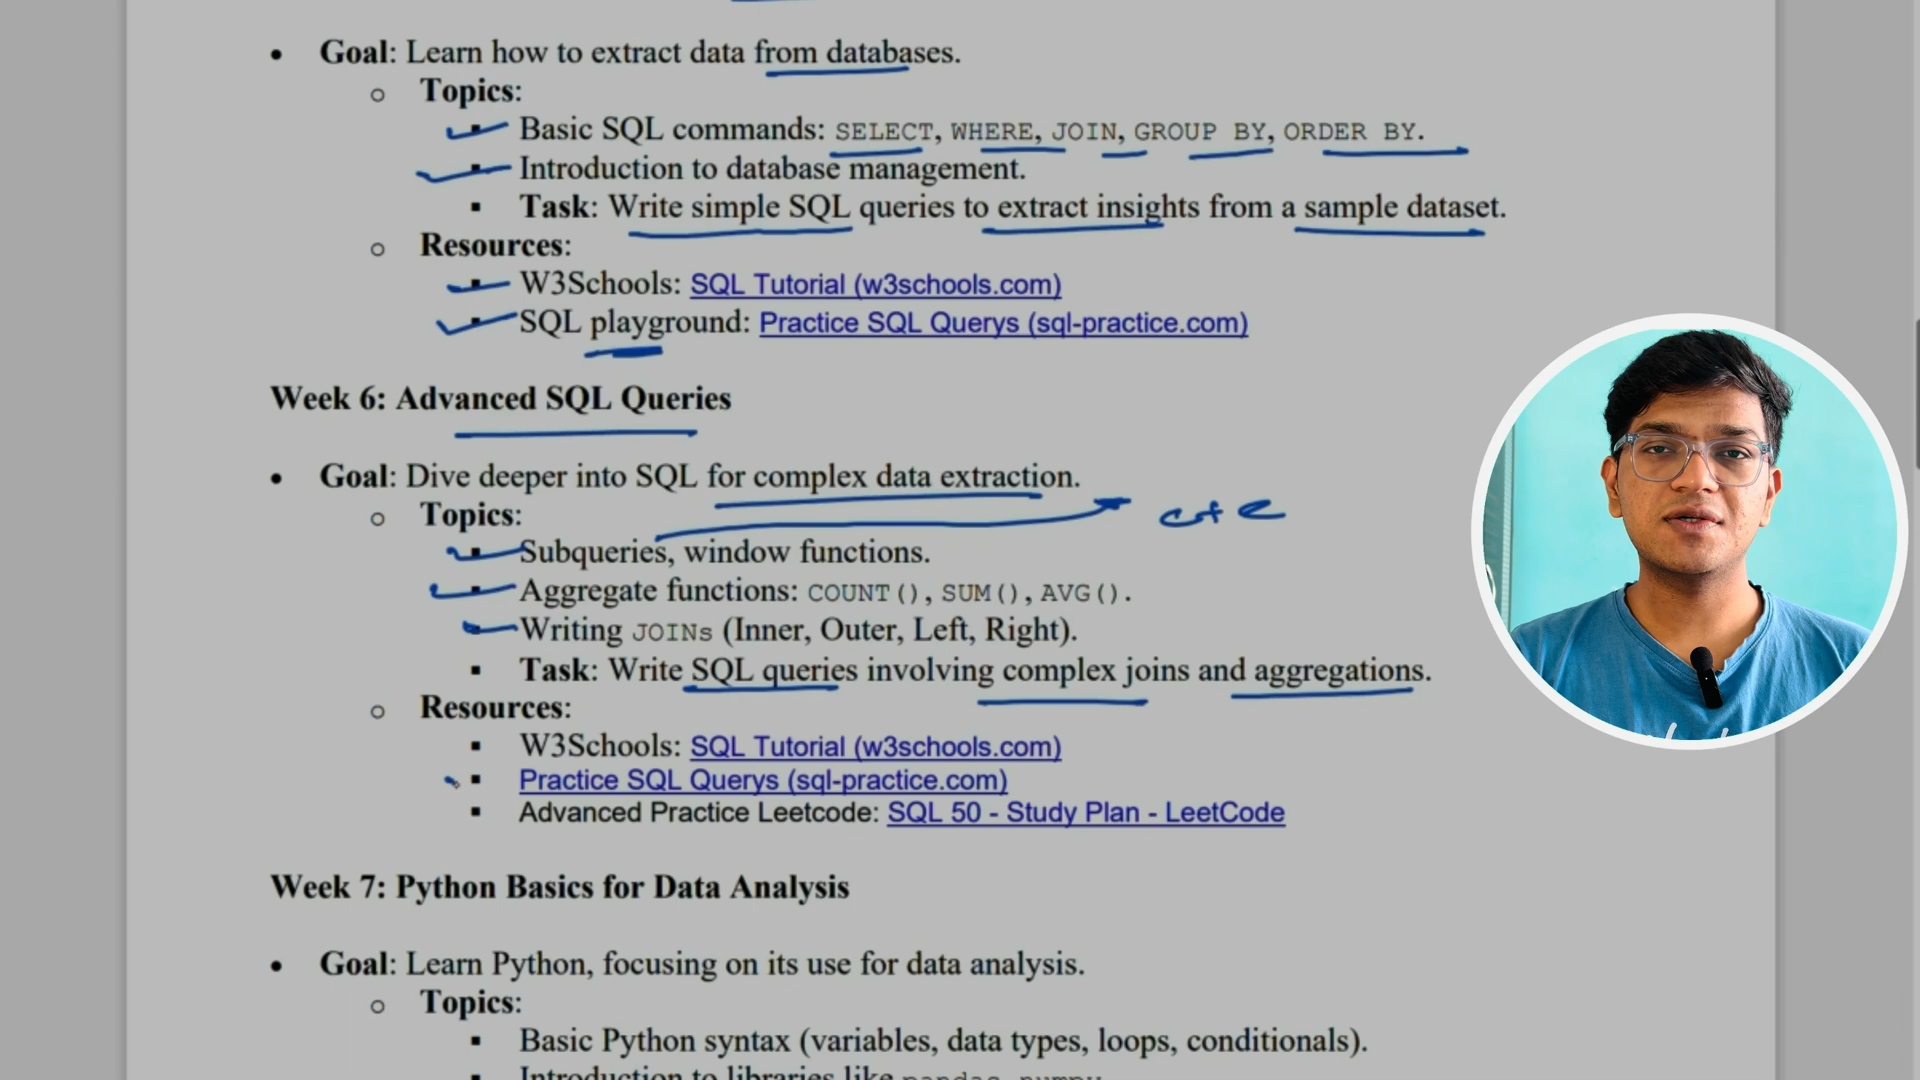 Goal: Learn how to extract data from databases.
Topics:
Basic SQL commands: SELECT, WHERE, JOIN, GROUP BY, ORDER BY.
Introduction to database management.
Task: Write simple SQL queries to extract insights from a sample dataset.
Resources:
W3Schools: SQL Tutorial (w3schools.com)
SQL playground: Practice SQL Querys (sql-practice.com)
Week 6: Advanced SQL Queries
Goal: Dive deeper into SQL for complex data extraction.
cte
Topics:
Subqueries, window functions.
Aggregate functions: COUNT(), SUM(), AVG().
Writing JOINs (Inner, Outer, Left, Right).
Task: Write SQL queries involving complex joins and aggregations.
Resources:
W3Schools: SQL Tutorial (w3schools.com)
Practice SQL Querys (sql-practice.com)
Advanced Practice Leetcode: SQL 50 - Study Plan - LeetCode
Week 7: Python Basics for Data Analysis
Goal: Learn Python, focusing on its use for data analysis.
Topics:
Basic Python syntax (variables, data types, loops, conditionals).
Introduction to libraries like pandas, numpy